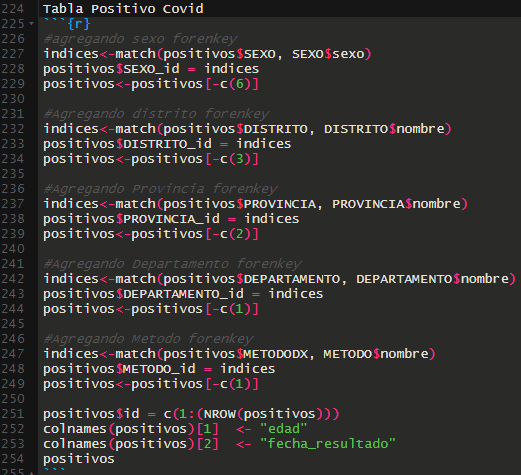 224 Tabla Positivo Covid
225 ```{r}
226 #agregando sexo forenkey
227 indices<-match(positivos$SEXO, SEXO$sexo)
228 positivos$SEXO_id = indices
229 positivos<-positivos[-c(6)]
230
231 #Agregando distrito forenkey
232 indices<-match(positivos$DISTRITO, DISTRITO$nombre)
233 positivos$DISTRITO_id = indices
234 positivos<-positivos[-c(3)]
235
236 #Agregando Provincia forenkey
237 indices<-match(positivos$PROVINCIA, PROVINCIA$nombre)
238 positivos$PROVINCIA_id = indices
239 positivos<-positivos[-c(2)]
240
241 #Agregando Departamento forenkey
242 indices<-match(positivos$DEPARTAMENTO, DEPARTAMENTO$nombre)
243 positivos$DEPARTAMENTO_id = indices
244 positivos<-positivos[-c(1)]
245
246 #Agregando Metodo forenkey
247 indices<-match(positivos$METODODX, METODO$nombre)
248 positivos$METODO_id = indices
249 positivos<-positivos[-c(1)]
250
251 positivos$id = c(1:(NROW(positivos)))
252 colnames(positivos)[1] <- "edad"
253 colnames(positivos)[2] <- "fecha_resultado"
254 positivos
255 ```